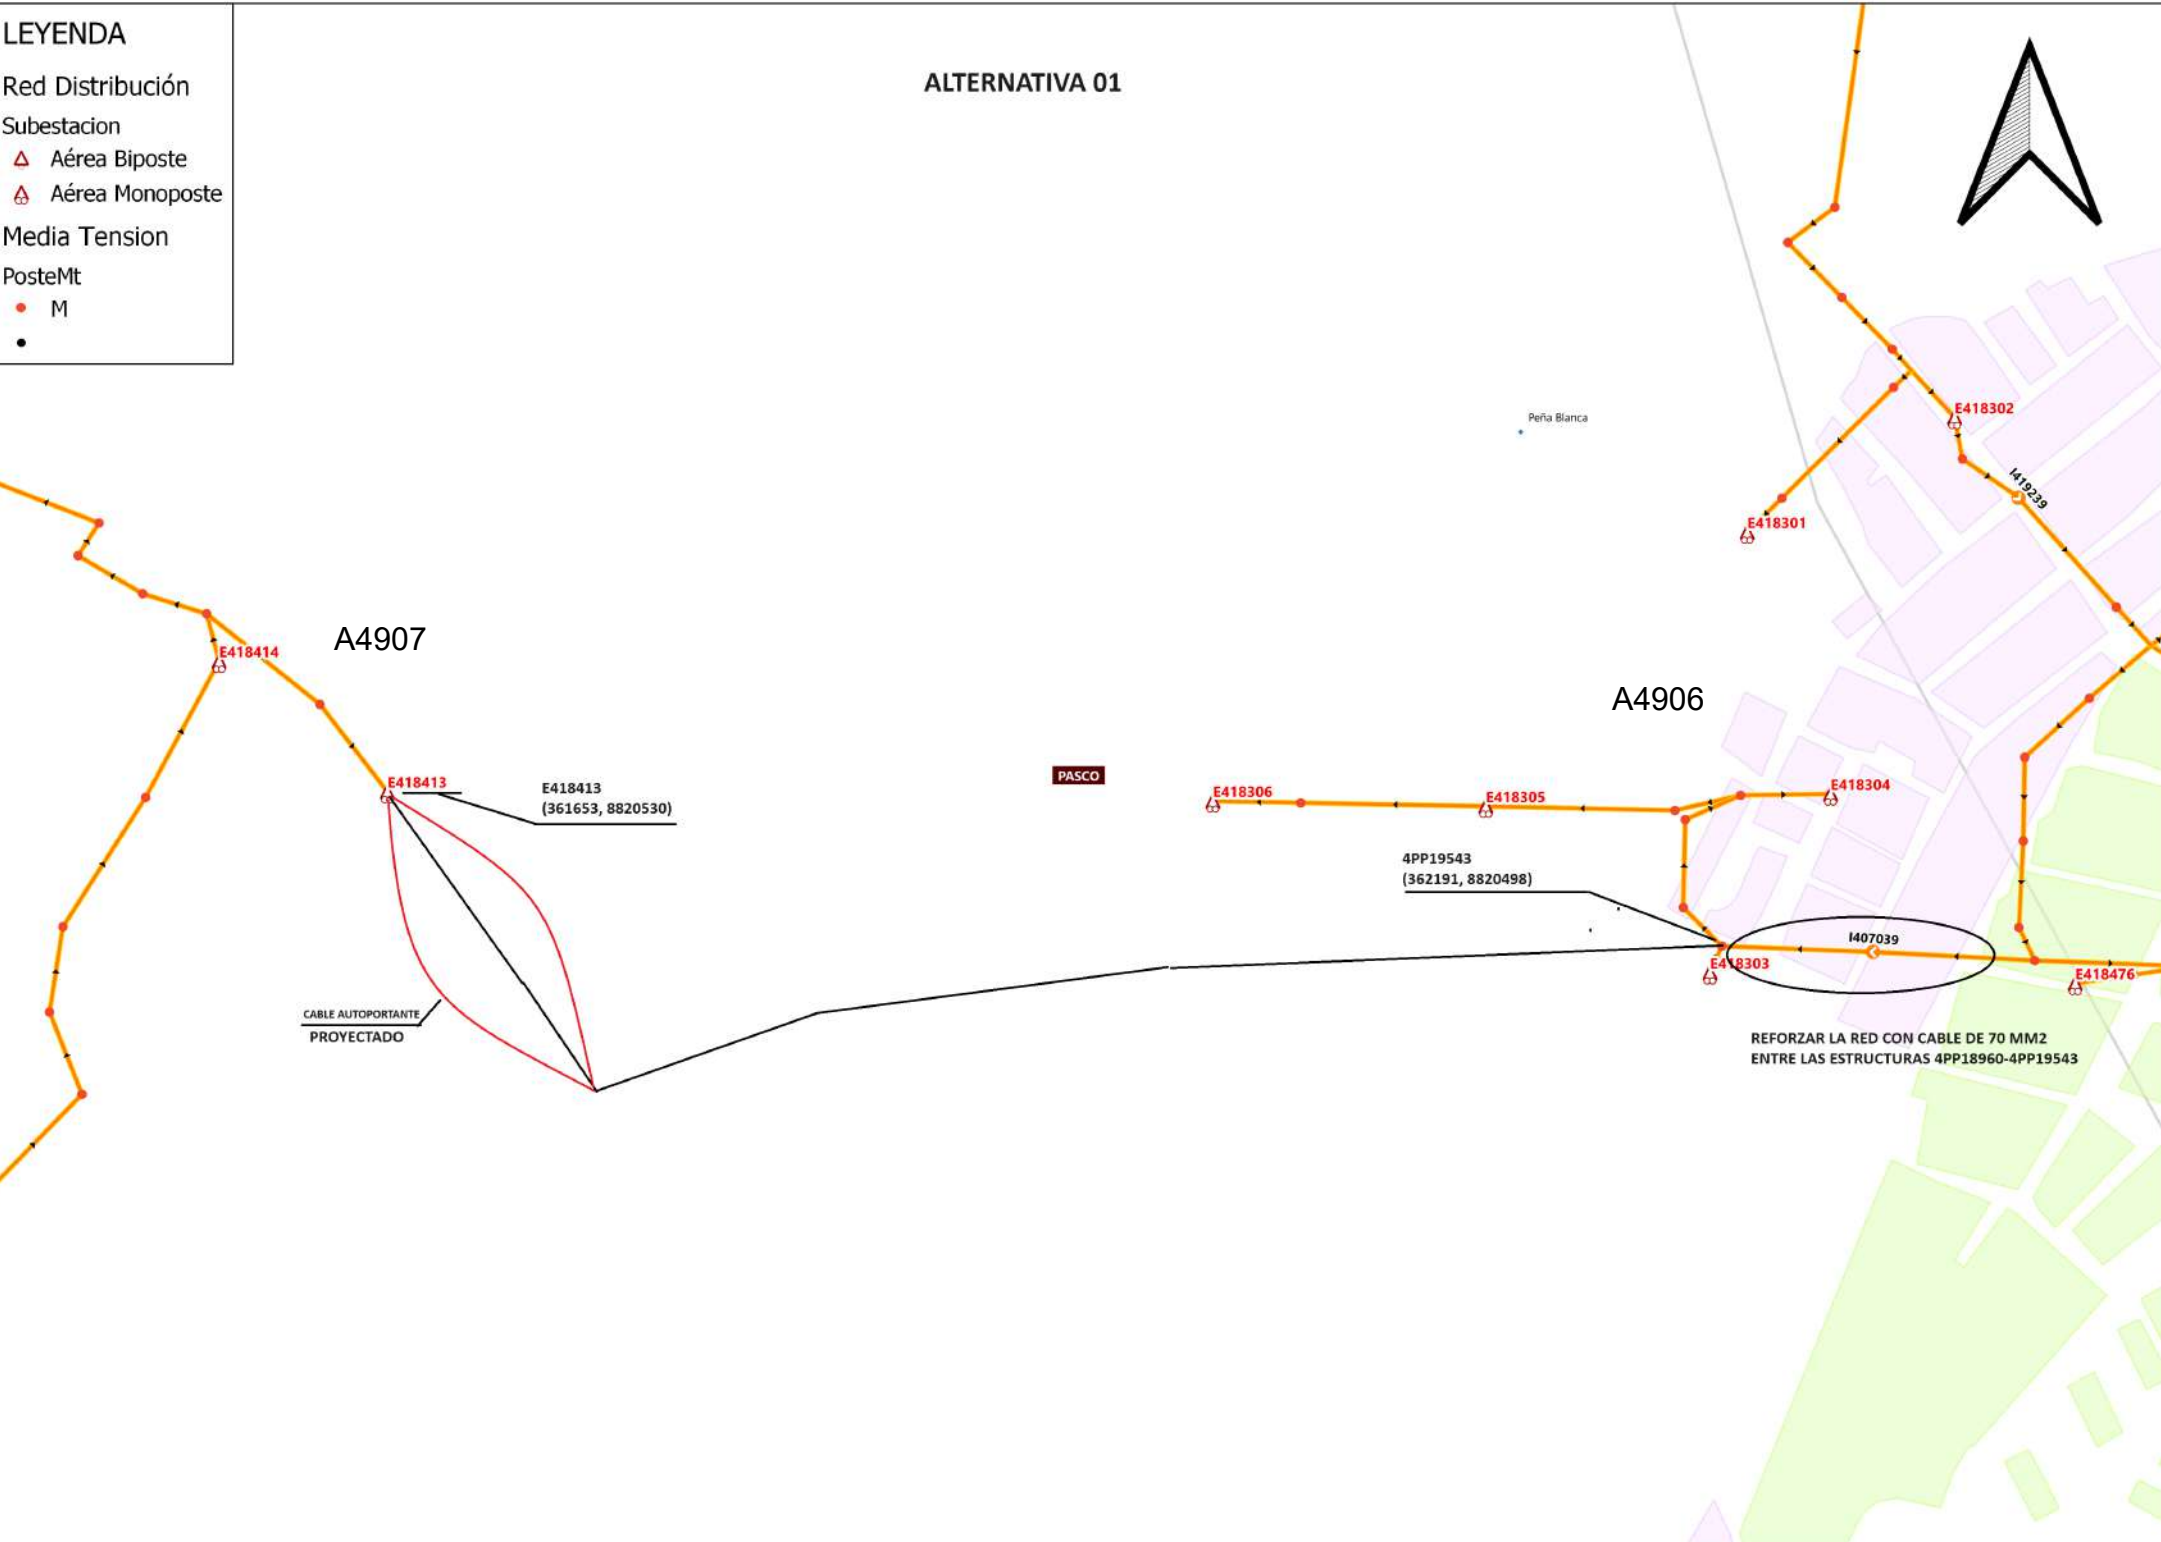 LEYENDA
Red Distribución
Subestacion
Aérea Biposte
Aérea Monoposte
Media Tension
PosteMt
M
ALTERNATIVA 01
Peña Blanca
E418302
I419239
E418301
A4907
E418414
A4906
E418413
E418413
(361653, 8820530)
PASCO
E418306
E418305
E418304
4PP19543
(362191, 8820498)
I407039
E418303
E418476
CABLE AUTOPORTANTE
PROYECTADO
REFORZAR LA RED CON CABLE DE 70 MM2
ENTRE LAS ESTRUCTURAS 4PP18960-4PP19543